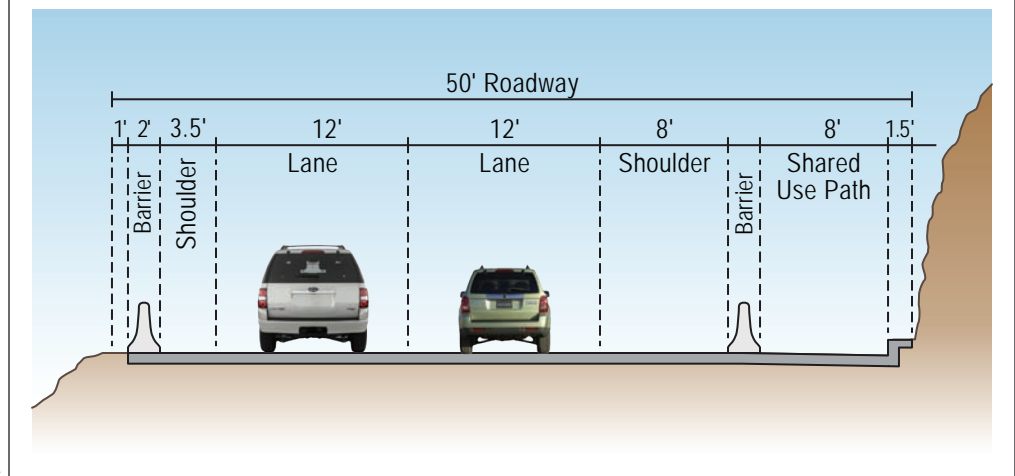 50' Roadway
1' 2' 3.5' 12' 12' 8' 8' 1.5'
Barrier
Shoulder
Lane
Lane
Shoulder
Barrier
Shared
Use Path